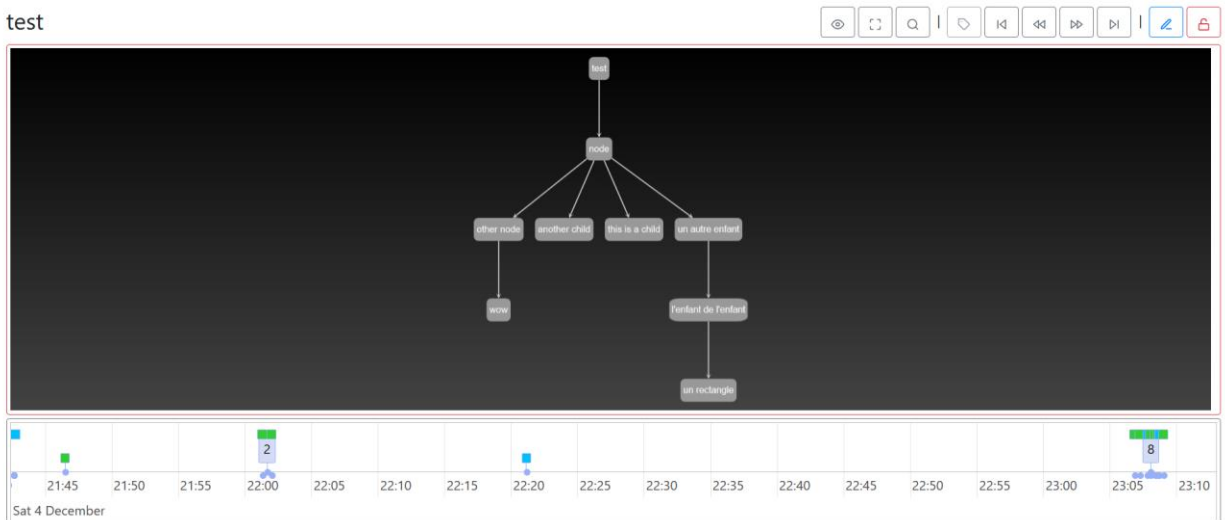 test
test
node
other node another child this is a child un autre enfant
wow l'enfant de l'enfant
un rectangle
2 8
21:45 21:50 21:55 22:00 22:05 22:10 22:15 22:20 22:25 22:30 22:35 22:40 22:45 22:50 22:55 23:00 23:05 23:10
Sat 4 December